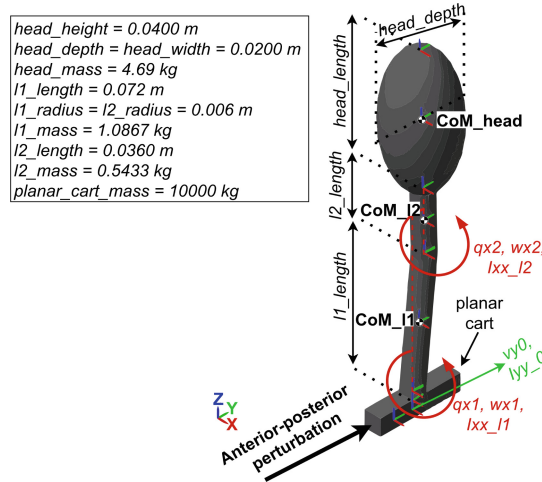 head_height = 0.0400 m
head_depth = head_width = 0.0200 m
head_mass = 4.69 kg
l1_length = 0.072 m
l1_radius = l2_radius = 0.006 m
l1_mass = 1.0867 kg
l2_length = 0.0360 m
l2_mass = 0.5433 kg
planar_cart_mass = 10000 kg
head_depth
head_length
CoM_head
l2_length
CoM_l2
qx2, wx2,
Ixx_l2
l1_length
CoM_l1
planar
cart
vy0,
Iyy_0
qx1, wx1,
Ixx_l1
Z
Y
X
Anterior-posterior
perturbation